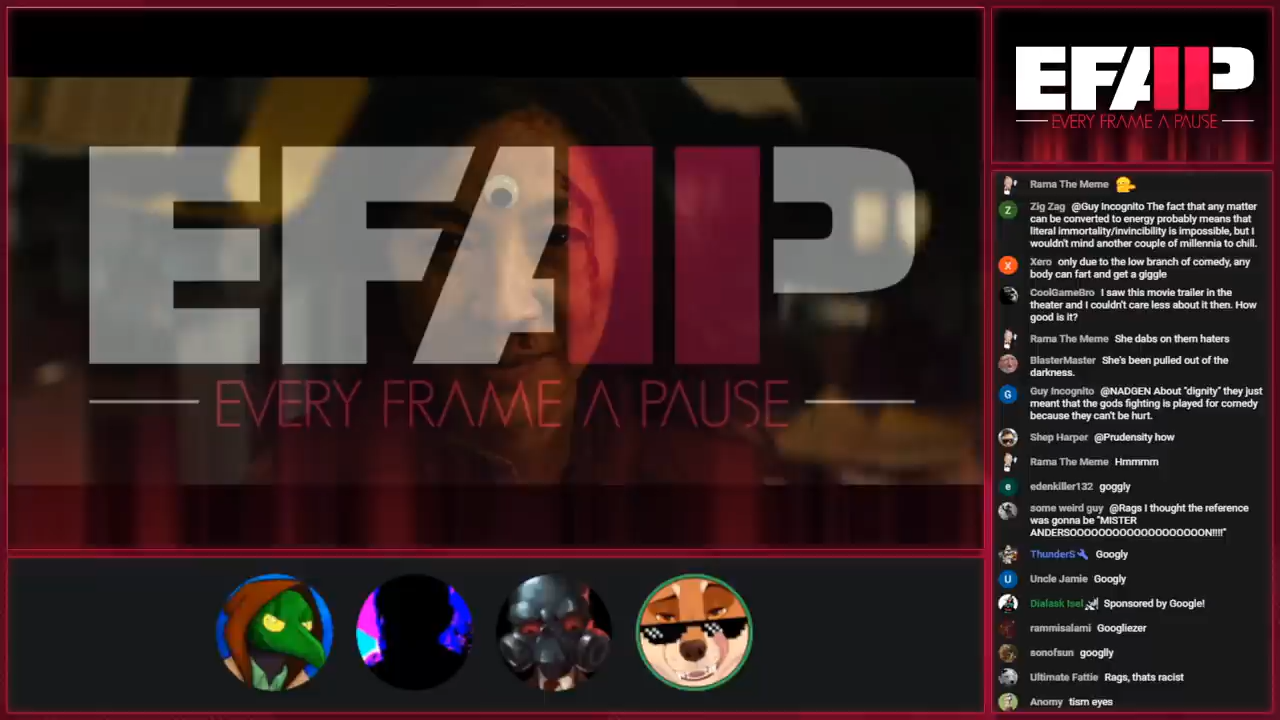 EFAP
EVERY FRAME A PAUSE
EFAP
EVERY FRAME A PAUSE
Rama The Meme
Z
Zig Zag @Guy Incognito The fact that any matter
can be converted to energy probably means that
literal immortality/invincibility is impossible, but I
wouldn't mind another couple of millennia to chill.
X
Xero only due to the low branch of comedy, any
body can fart and get a giggle
CoolGameBro I saw this movie trailer in the
theater and I couldn't care less about it then. How
good is it?
Rama The Meme She dabs on them haters
BlasterMaster She's been pulled out of the
darkness.
G
Guy Incognito @NADGEN About "dignity" they just
meant that the gods fighting is played for comedy
because they can't be hurt.
Shep Harper @Prudensity how
Rama The Meme Hmmmm
e
edenkiller132 goggly
some weird guy @Rags I thought the reference
was gonna be "MISTER
ANDERSOOOOOOOOOOOOOOOOOOON!!!!"
ThunderS Googly
U
Uncle Jamie Googly
Dialask Isel Sponsored by Google!
rammisalami Googliezer
sonofsun googlly
Ultimate Fattie Rags, thats racist
Anomy tism eyes